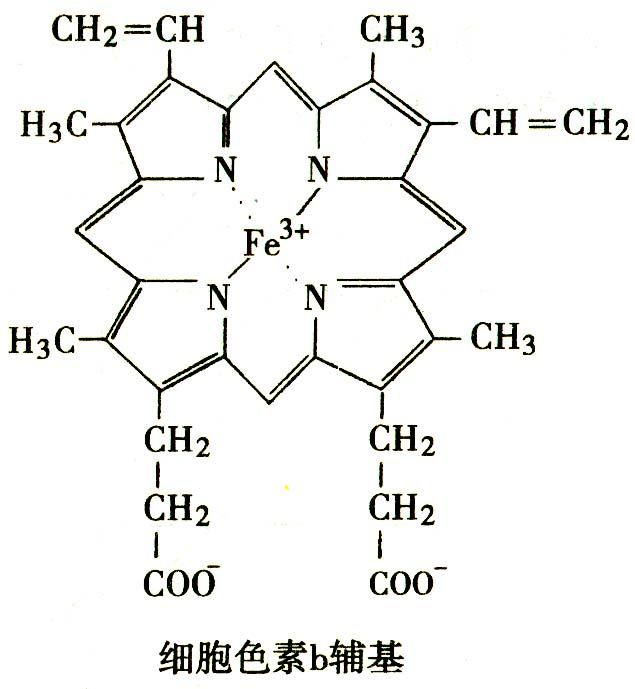 CH₂=CH CH₃
H₃C CH=CH₂
N N
Fe³⁺
N N
H₃C CH₃
CH₂ CH₂
CH₂ CH₂
COO⁻ COO⁻
细胞色素b辅基